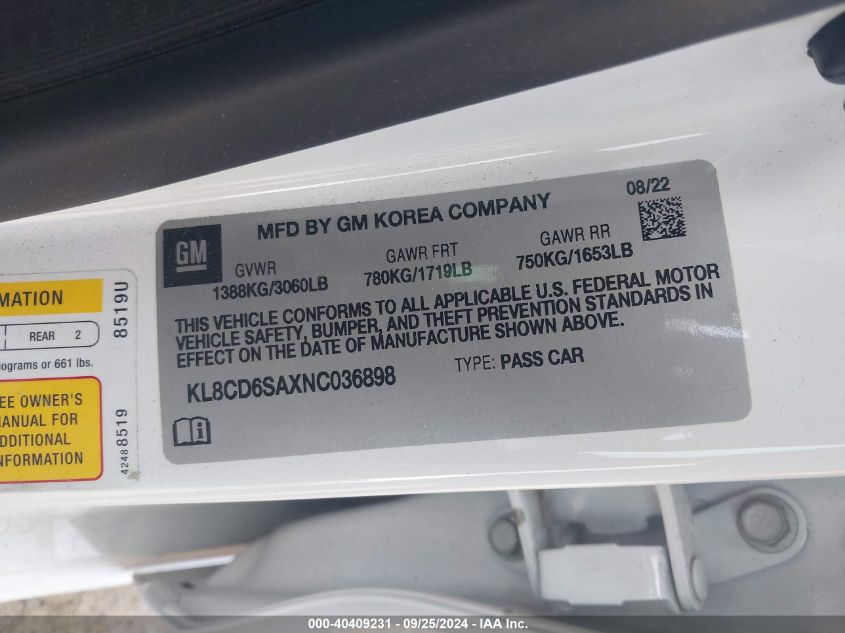 08/22
MFD BY GM KOREA COMPANY
GM
GVWR
1388KG/3060LB
GAWR FRT
780KG/1719LB
GAWR RR
750KG/1653LB
THIS VEHICLE CONFORMS TO ALL APPLICABLE U.S. FEDERAL MOTOR
VEHICLE SAFETY, BUMPER, AND THEFT PREVENTION STANDARDS IN
EFFECT ON THE DATE OF MANUFACTURE SHOWN ABOVE.
KL8CD6SAXNC036898
TYPE: PASS CAR
MATION
REAR 2
lograms or 661 lbs.
EE OWNER'S
MANUAL FOR
DDITIONAL
NFORMATION
8519U
42488519
000-40409231 - 09/25/2024 - IAA Inc.